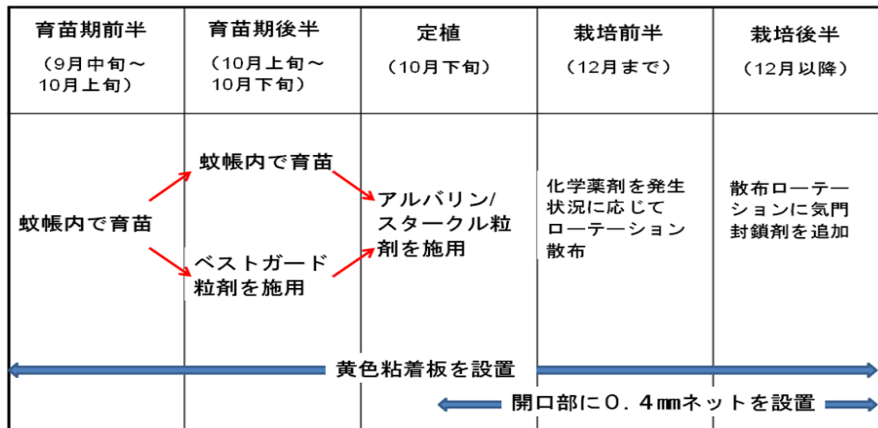 育苗期前半
(9月中旬~
10月上旬)
育苗期後半
(10月上旬~
10月下旬)
定植
(10月下旬)
栽培前半
(12月まで)
栽培後半
(12月以降)
蚊帳内で育苗
蚊帳内で育苗
ベストガード
粒剤を施用
アルバリン/
スタークル粒
剤を施用
化学薬剤を発生
状況に応じて
ローテーション
散布
散布ローテー
ションに気門
封鎖剤を追加
黄色粘着板を設置
開口部に0.4㎜ネットを設置